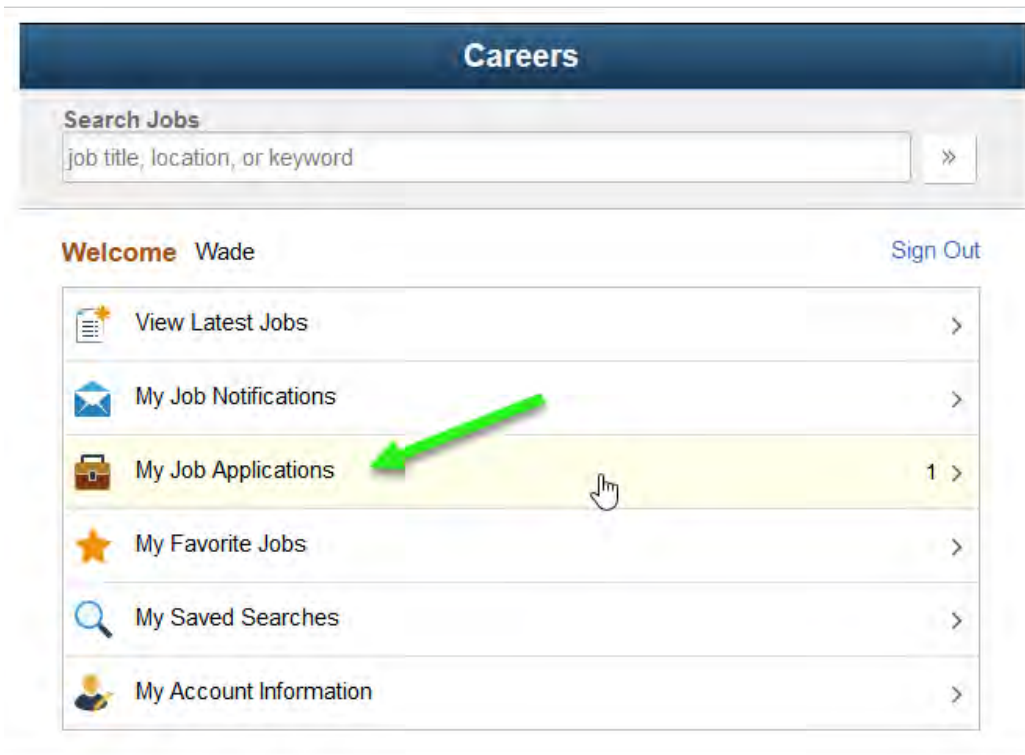 Careers
Search Jobs
job title, location, or keyword
»
Welcome Wade
Sign Out
View Latest Jobs
My Job Notifications
My Job Applications
1
My Favorite Jobs
My Saved Searches
My Account Information